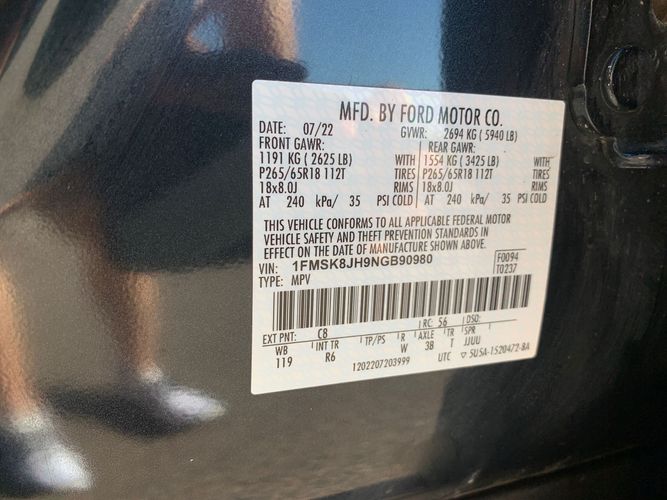 MFD. BY FORD MOTOR CO.
DATE: 07/22 GVWR: 2694 KG ( 5940 LB)
FRONT GAWR: REAR GAWR:
1191 KG ( 2625 LB) WITH 1554 KG ( 3425 LB) WITH
P265/65R18 112T TIRES P265/65R18 112T TIRES
18x8.0J RIMS 18x8.0J RIMS
AT 240 kPa/ 35 PSI COLD AT 240 kPa/ 35 PSI COLD
THIS VEHICLE CONFORMS TO ALL APPLICABLE FEDERAL MOTOR
VEHICLE SAFETY AND THEFT PREVENTION STANDARDS IN
EFFECT ON THE DATE OF MANUFACTURE SHOWN ABOVE.
VIN: 1FMSK8JH9NGB90980 F0094
TYPE: MPV T0237
EXT PNT: C8 RC: 56 DSO:
WB INT TR TP/PS R AXLE TR SPR
119 R6 W 3B T JJUU
1202207203999 UTC ▽ 5U5A-1520472-BA